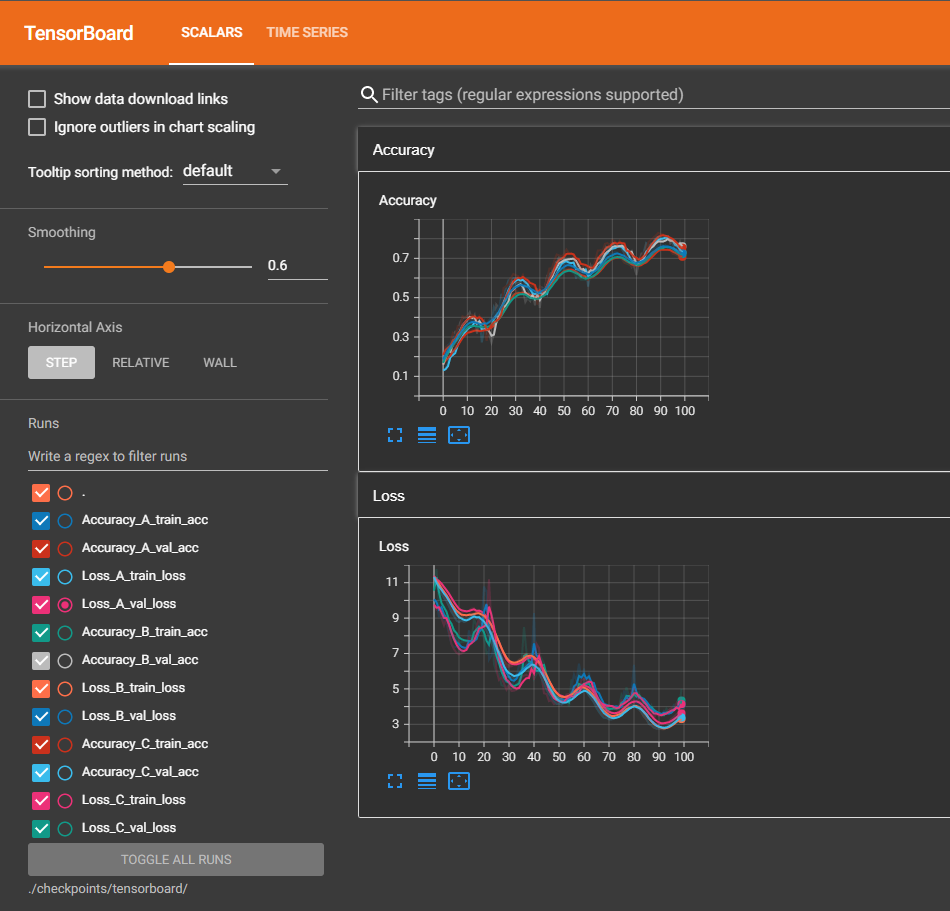 TensorBoard SCALARS TIME SERIES
Show data download links
Ignore outliers in chart scaling
Tooltip sorting method: default
Smoothing
0.6
Horizontal Axis
STEP RELATIVE WALL
Runs
Write a regex to filter runs
.
Accuracy_A_train_acc
Accuracy_A_val_acc
Loss_A_train_loss
Loss_A_val_loss
Accuracy_B_train_acc
Accuracy_B_val_acc
Loss_B_train_loss
Loss_B_val_loss
Accuracy_C_train_acc
Accuracy_C_val_acc
Loss_C_train_loss
Loss_C_val_loss
TOGGLE ALL RUNS
./checkpoints/tensorboard/
Filter tags (regular expressions supported)
Accuracy
Accuracy
0.7
0.5
0.3
0.1
0 10 20 30 40 50 60 70 80 90 100
Loss
Loss
11
9
7
5
3
0 10 20 30 40 50 60 70 80 90 100